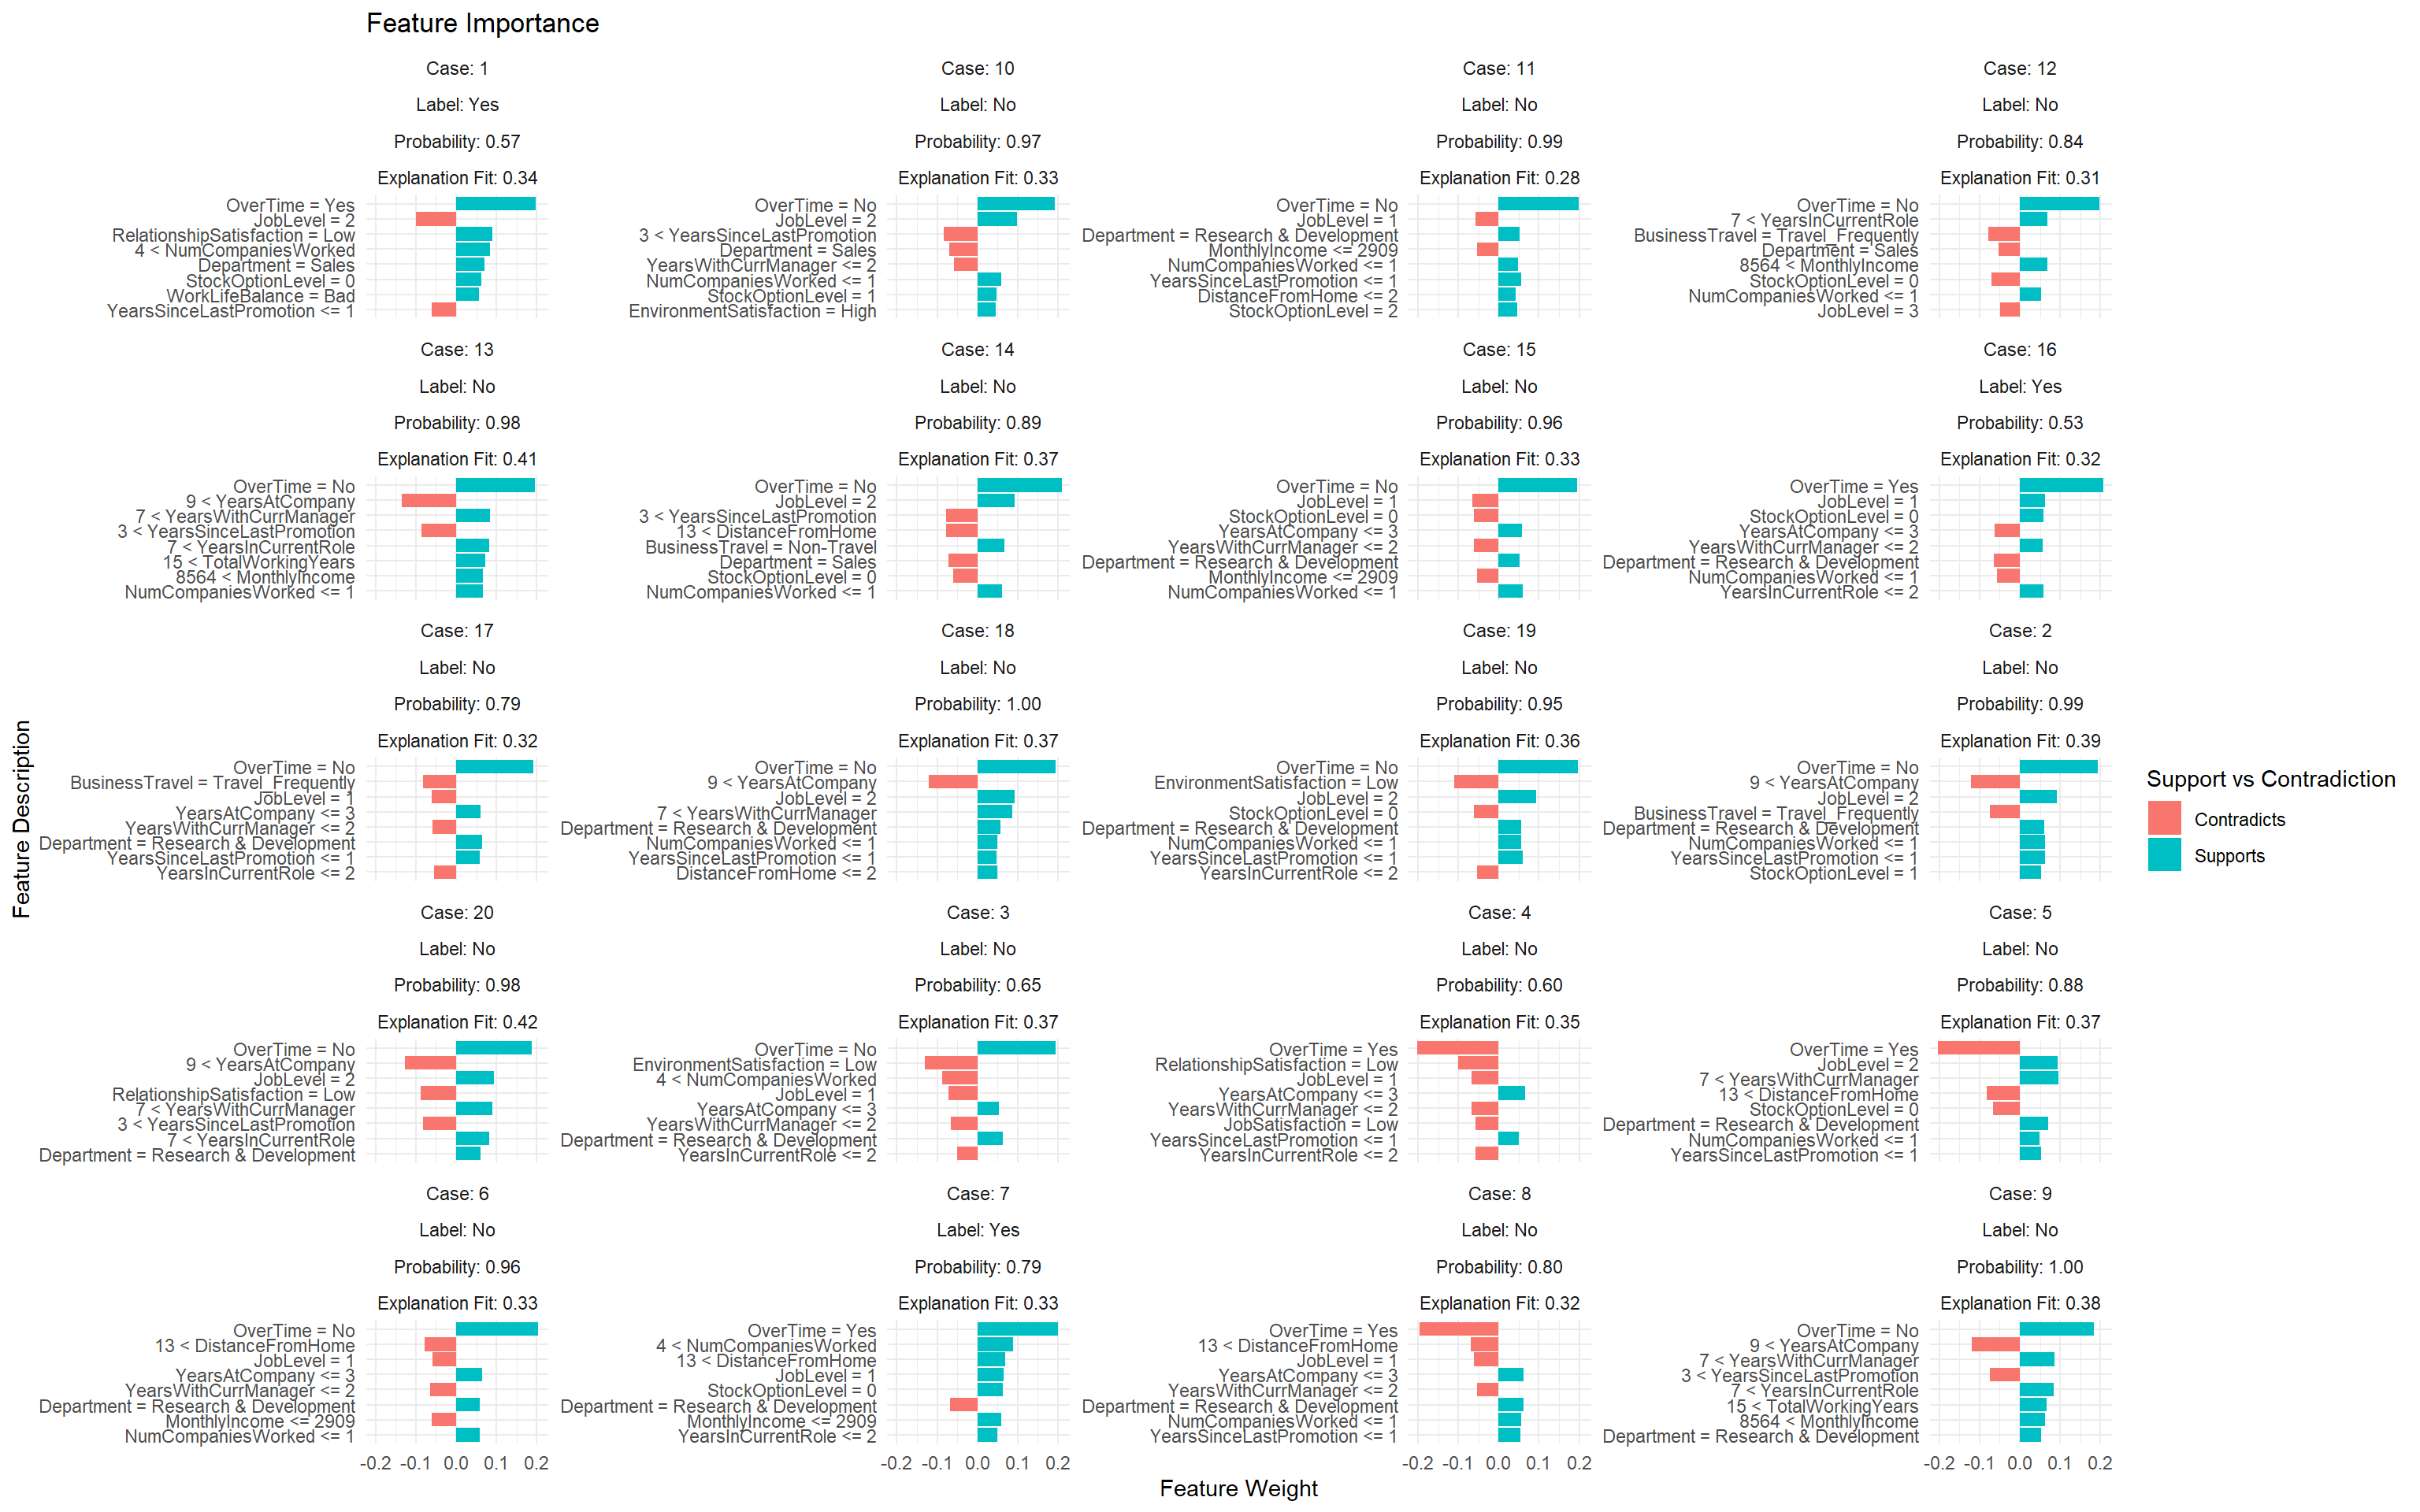 Feature Importance
Case: 1
Label: Yes
Probability: 0.57
Explanation Fit: 0.34
OverTime = Yes
JobLevel = 2
RelationshipSatisfaction = Low
4 < NumCompaniesWorked
Department = Sales
StockOptionLevel = 0
WorkLifeBalance = Bad
YearsSinceLastPromotion <= 1
Case: 10
Label: No
Probability: 0.97
Explanation Fit: 0.33
OverTime = No
JobLevel = 2
3 < YearsSinceLastPromotion
Department = Sales
YearsWithCurrManager <= 2
NumCompaniesWorked <= 1
StockOptionLevel = 1
EnvironmentSatisfaction = High
Case: 11
Label: No
Probability: 0.99
Explanation Fit: 0.28
OverTime = No
JobLevel = 1
Department = Research & Development
MonthlyIncome <= 2909
NumCompaniesWorked <= 1
YearsSinceLastPromotion <= 1
DistanceFromHome <= 2
StockOptionLevel = 2
Case: 12
Label: No
Probability: 0.84
Explanation Fit: 0.31
OverTime = No
7 < YearsInCurrentRole
BusinessTravel = Travel_Frequently
Department = Sales
8564 < MonthlyIncome
StockOptionLevel = 0
NumCompaniesWorked <= 1
JobLevel = 3
Case: 13
Label: No
Probability: 0.98
Explanation Fit: 0.41
OverTime = No
9 < YearsAtCompany
7 < YearsWithCurrManager
3 < YearsSinceLastPromotion
7 < YearsInCurrentRole
15 < TotalWorkingYears
8564 < MonthlyIncome
NumCompaniesWorked <= 1
Case: 14
Label: No
Probability: 0.89
Explanation Fit: 0.37
OverTime = No
JobLevel = 2
3 < YearsSinceLastPromotion
13 < DistanceFromHome
BusinessTravel = Non-Travel
Department = Sales
StockOptionLevel = 0
NumCompaniesWorked <= 1
Case: 15
Label: No
Probability: 0.96
Explanation Fit: 0.33
OverTime = No
JobLevel = 1
StockOptionLevel = 0
YearsAtCompany <= 3
YearsWithCurrManager <= 2
Department = Research & Development
MonthlyIncome <= 2909
NumCompaniesWorked <= 1
Case: 16
Label: Yes
Probability: 0.53
Explanation Fit: 0.32
OverTime = Yes
JobLevel = 1
StockOptionLevel = 0
YearsAtCompany <= 3
YearsWithCurrManager <= 2
Department = Research & Development
NumCompaniesWorked <= 1
YearsInCurrentRole <= 2
Case: 17
Label: No
Probability: 0.79
Explanation Fit: 0.32
OverTime = No
BusinessTravel = Travel_Frequently
JobLevel = 1
YearsAtCompany <= 3
YearsWithCurrManager <= 2
Department = Research & Development
YearsSinceLastPromotion <= 1
YearsInCurrentRole <= 2
Case: 18
Label: No
Probability: 1.00
Explanation Fit: 0.37
OverTime = No
9 < YearsAtCompany
JobLevel = 2
7 < YearsWithCurrManager
Department = Research & Development
NumCompaniesWorked <= 1
YearsSinceLastPromotion <= 1
DistanceFromHome <= 2
Case: 19
Label: No
Probability: 0.95
Explanation Fit: 0.36
OverTime = No
EnvironmentSatisfaction = Low
JobLevel = 2
StockOptionLevel = 0
Department = Research & Development
NumCompaniesWorked <= 1
YearsSinceLastPromotion <= 1
YearsInCurrentRole <= 2
Case: 2
Label: No
Probability: 0.99
Explanation Fit: 0.39
OverTime = No
9 < YearsAtCompany
JobLevel = 2
BusinessTravel = Travel_Frequently
Department = Research & Development
NumCompaniesWorked <= 1
YearsSinceLastPromotion <= 1
StockOptionLevel = 1
Case: 20
Label: No
Probability: 0.98
Explanation Fit: 0.42
OverTime = No
9 < YearsAtCompany
JobLevel = 2
RelationshipSatisfaction = Low
7 < YearsWithCurrManager
3 < YearsSinceLastPromotion
7 < YearsInCurrentRole
Department = Research & Development
Case: 3
Label: No
Probability: 0.65
Explanation Fit: 0.37
OverTime = No
EnvironmentSatisfaction = Low
4 < NumCompaniesWorked
JobLevel = 1
YearsAtCompany <= 3
YearsWithCurrManager <= 2
Department = Research & Development
YearsInCurrentRole <= 2
Case: 4
Label: No
Probability: 0.60
Explanation Fit: 0.35
OverTime = Yes
RelationshipSatisfaction = Low
JobLevel = 1
YearsAtCompany <= 3
YearsWithCurrManager <= 2
JobSatisfaction = Low
YearsSinceLastPromotion <= 1
YearsInCurrentRole <= 2
Case: 5
Label: No
Probability: 0.88
Explanation Fit: 0.37
OverTime = Yes
JobLevel = 2
7 < YearsWithCurrManager
13 < DistanceFromHome
StockOptionLevel = 0
Department = Research & Development
NumCompaniesWorked <= 1
YearsSinceLastPromotion <= 1
Case: 6
Label: No
Probability: 0.96
Explanation Fit: 0.33
OverTime = No
13 < DistanceFromHome
JobLevel = 1
YearsAtCompany <= 3
YearsWithCurrManager <= 2
Department = Research & Development
MonthlyIncome <= 2909
NumCompaniesWorked <= 1
-0.2 -0.1 0.0 0.1 0.2
Case: 7
Label: Yes
Probability: 0.79
Explanation Fit: 0.33
OverTime = Yes
4 < NumCompaniesWorked
13 < DistanceFromHome
JobLevel = 1
StockOptionLevel = 0
Department = Research & Development
MonthlyIncome <= 2909
YearsInCurrentRole <= 2
-0.2 -0.1 0.0 0.1 0.2
Case: 8
Label: No
Probability: 0.80
Explanation Fit: 0.32
OverTime = Yes
13 < DistanceFromHome
JobLevel = 1
YearsAtCompany <= 3
YearsWithCurrManager <= 2
Department = Research & Development
NumCompaniesWorked <= 1
YearsSinceLastPromotion <= 1
-0.2 -0.1 0.0 0.1 0.2
Case: 9
Label: No
Probability: 1.00
Explanation Fit: 0.38
OverTime = No
9 < YearsAtCompany
7 < YearsWithCurrManager
3 < YearsSinceLastPromotion
7 < YearsInCurrentRole
15 < TotalWorkingYears
8564 < MonthlyIncome
Department = Research & Development
-0.2 -0.1 0.0 0.1 0.2
Feature Description
Feature Weight
Support vs Contradiction
Contradicts
Supports